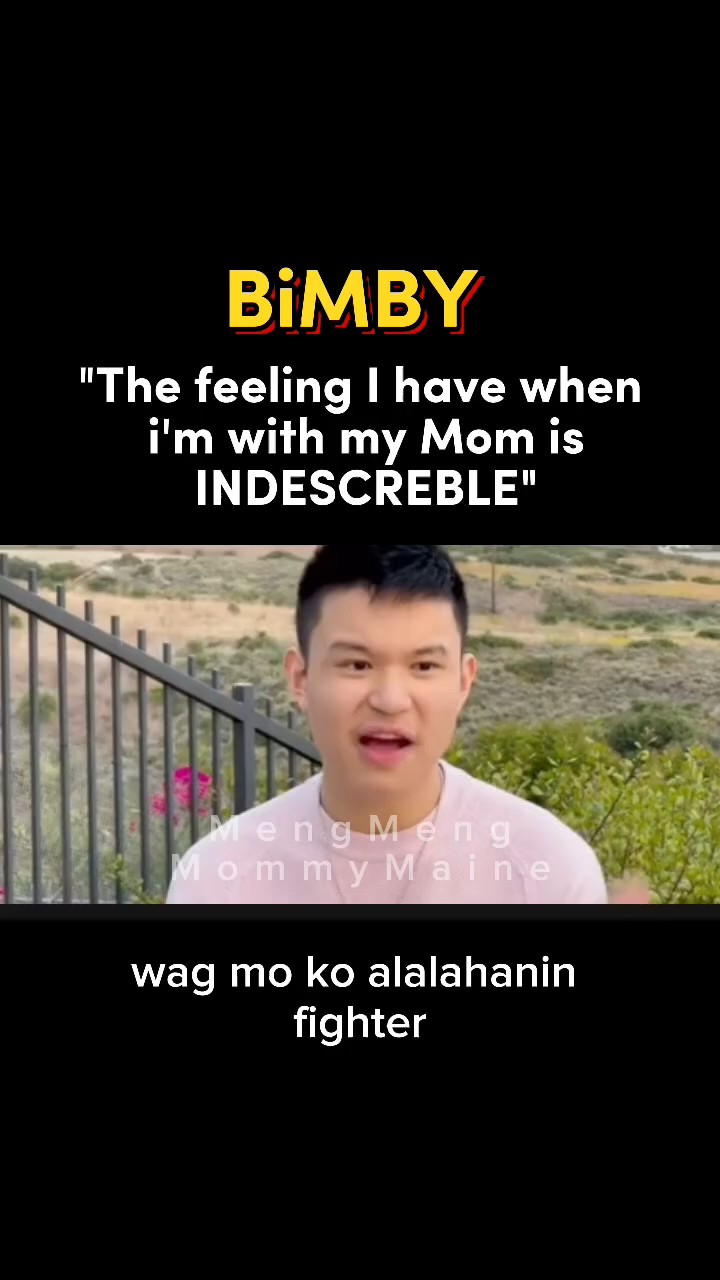 BiMBY
"The feeling I have when
i'm with my Mom is
INDESCREBLE"
MengMeng
MommyMaine
wag mo ko alalahanin
fighter